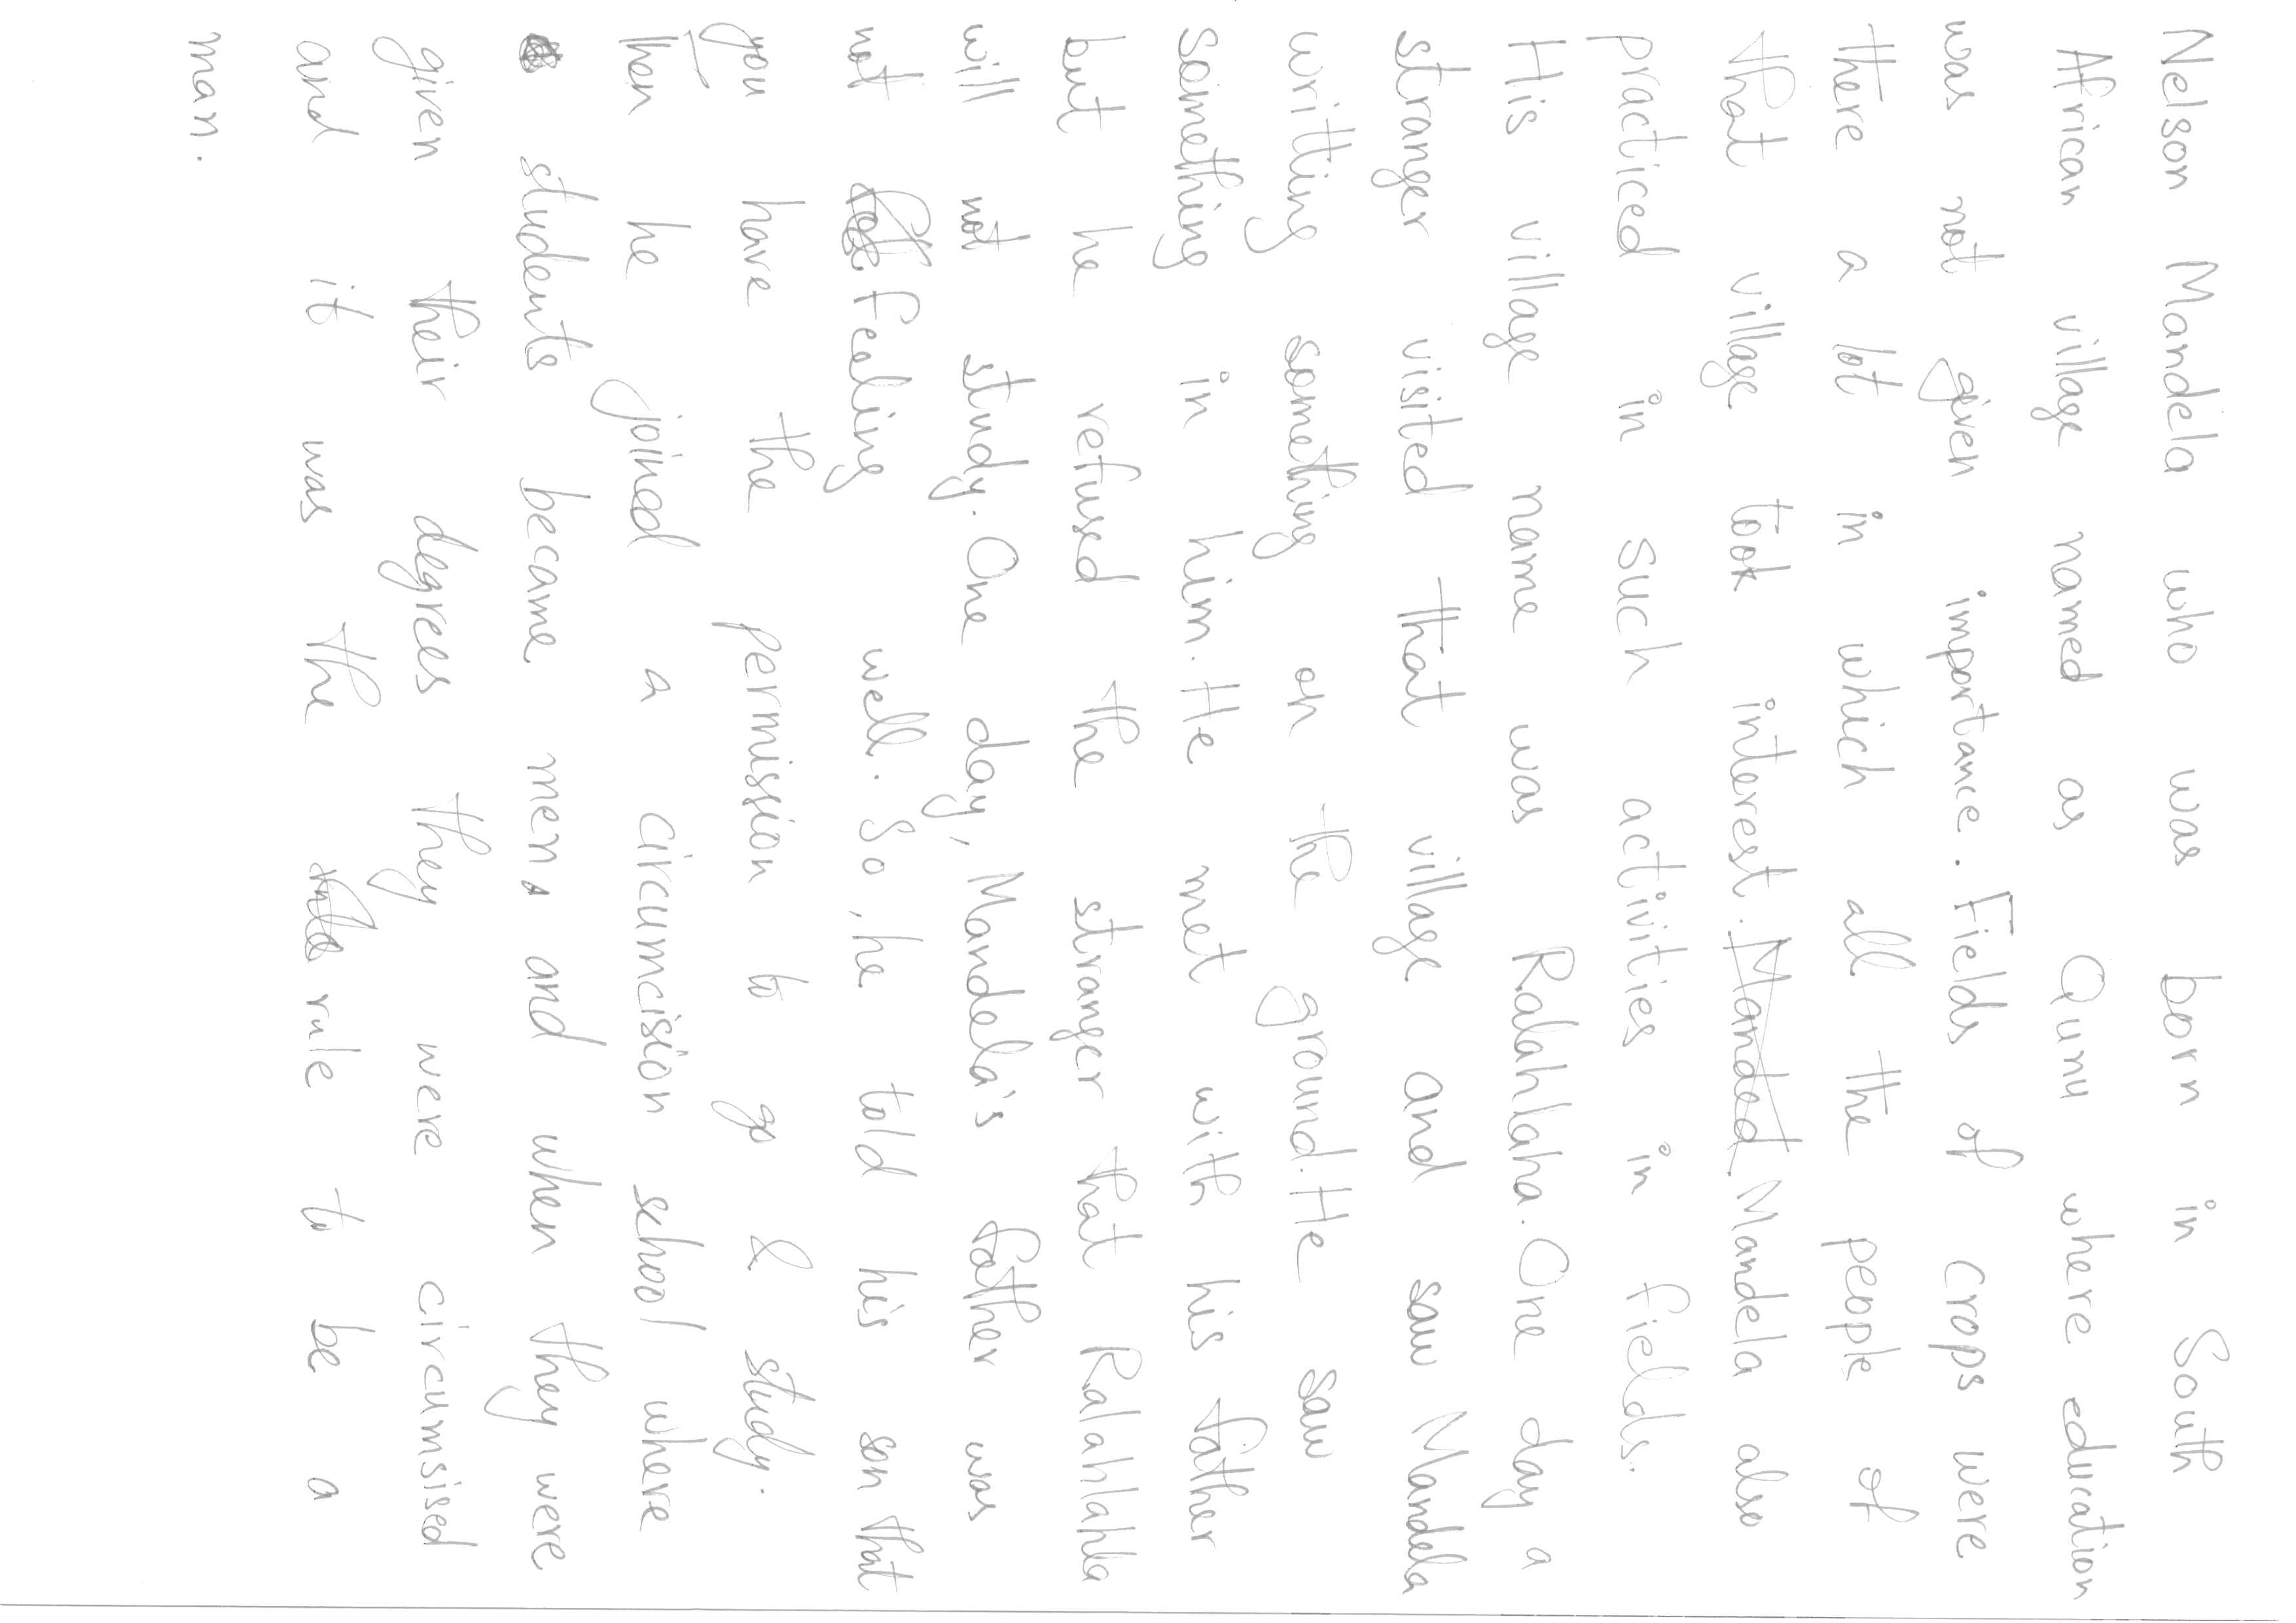 Nelson Mandela who was born in South
African village named as Qunu where education
was not given importance. Fields of crops were
there a lot in which all the people of
that village took interest. Manded Mandela also
practiced in such activities in fields.
His village name was Ralahlaha. One day a
stranger visited that village and saw Mandela
writting something on the ground. He saw
something in him. He met with his father
but he refused the stranger that Ralahlahla
will not study. One day, Mandela's father was
not feeling well. So, he told his son that
you have the permission to go & study.
Then he joined a circumcision school where
students became men. and when they were
given their degrees they were circumsised
and it was the rule to be a
man.